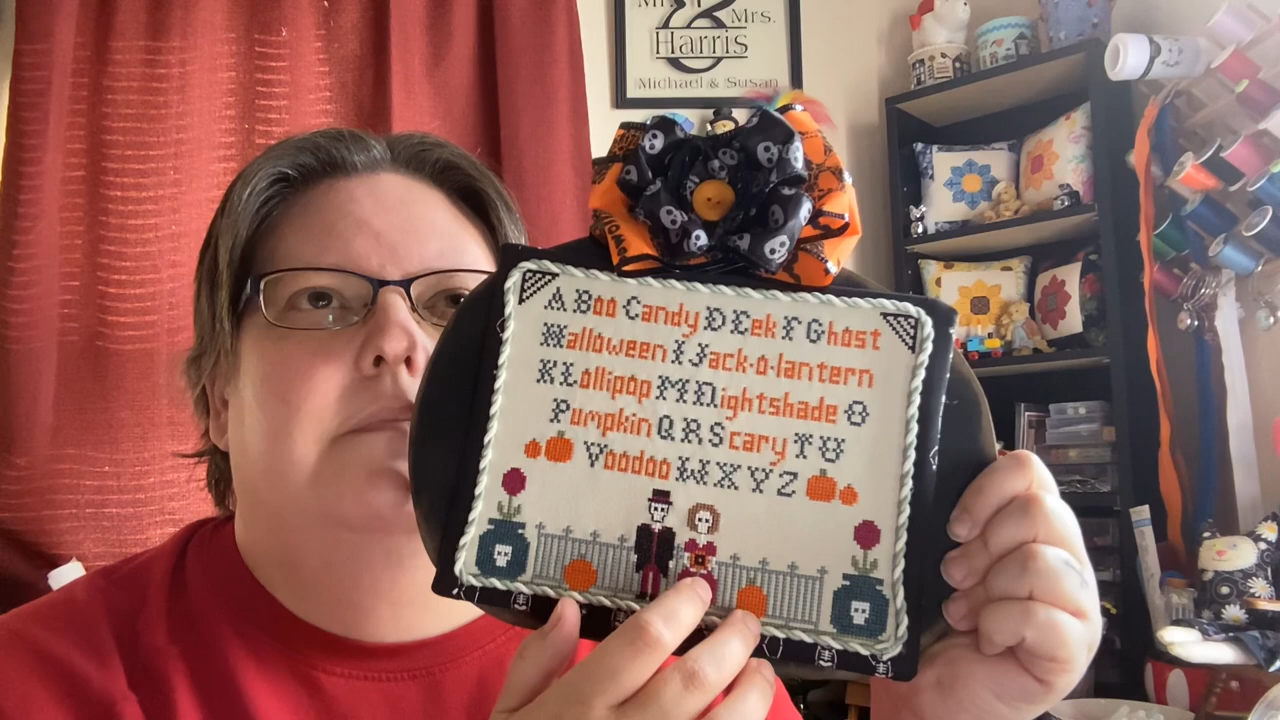 Mr. & Mrs.
Harris
Michael & Susan
A Boo Candy D Eek F Ghost
Halloween I Jack-o-lantern
K Lollipop M Nightshade O
Pumpkin Q R Scary T U
Voodoo W X Y Z